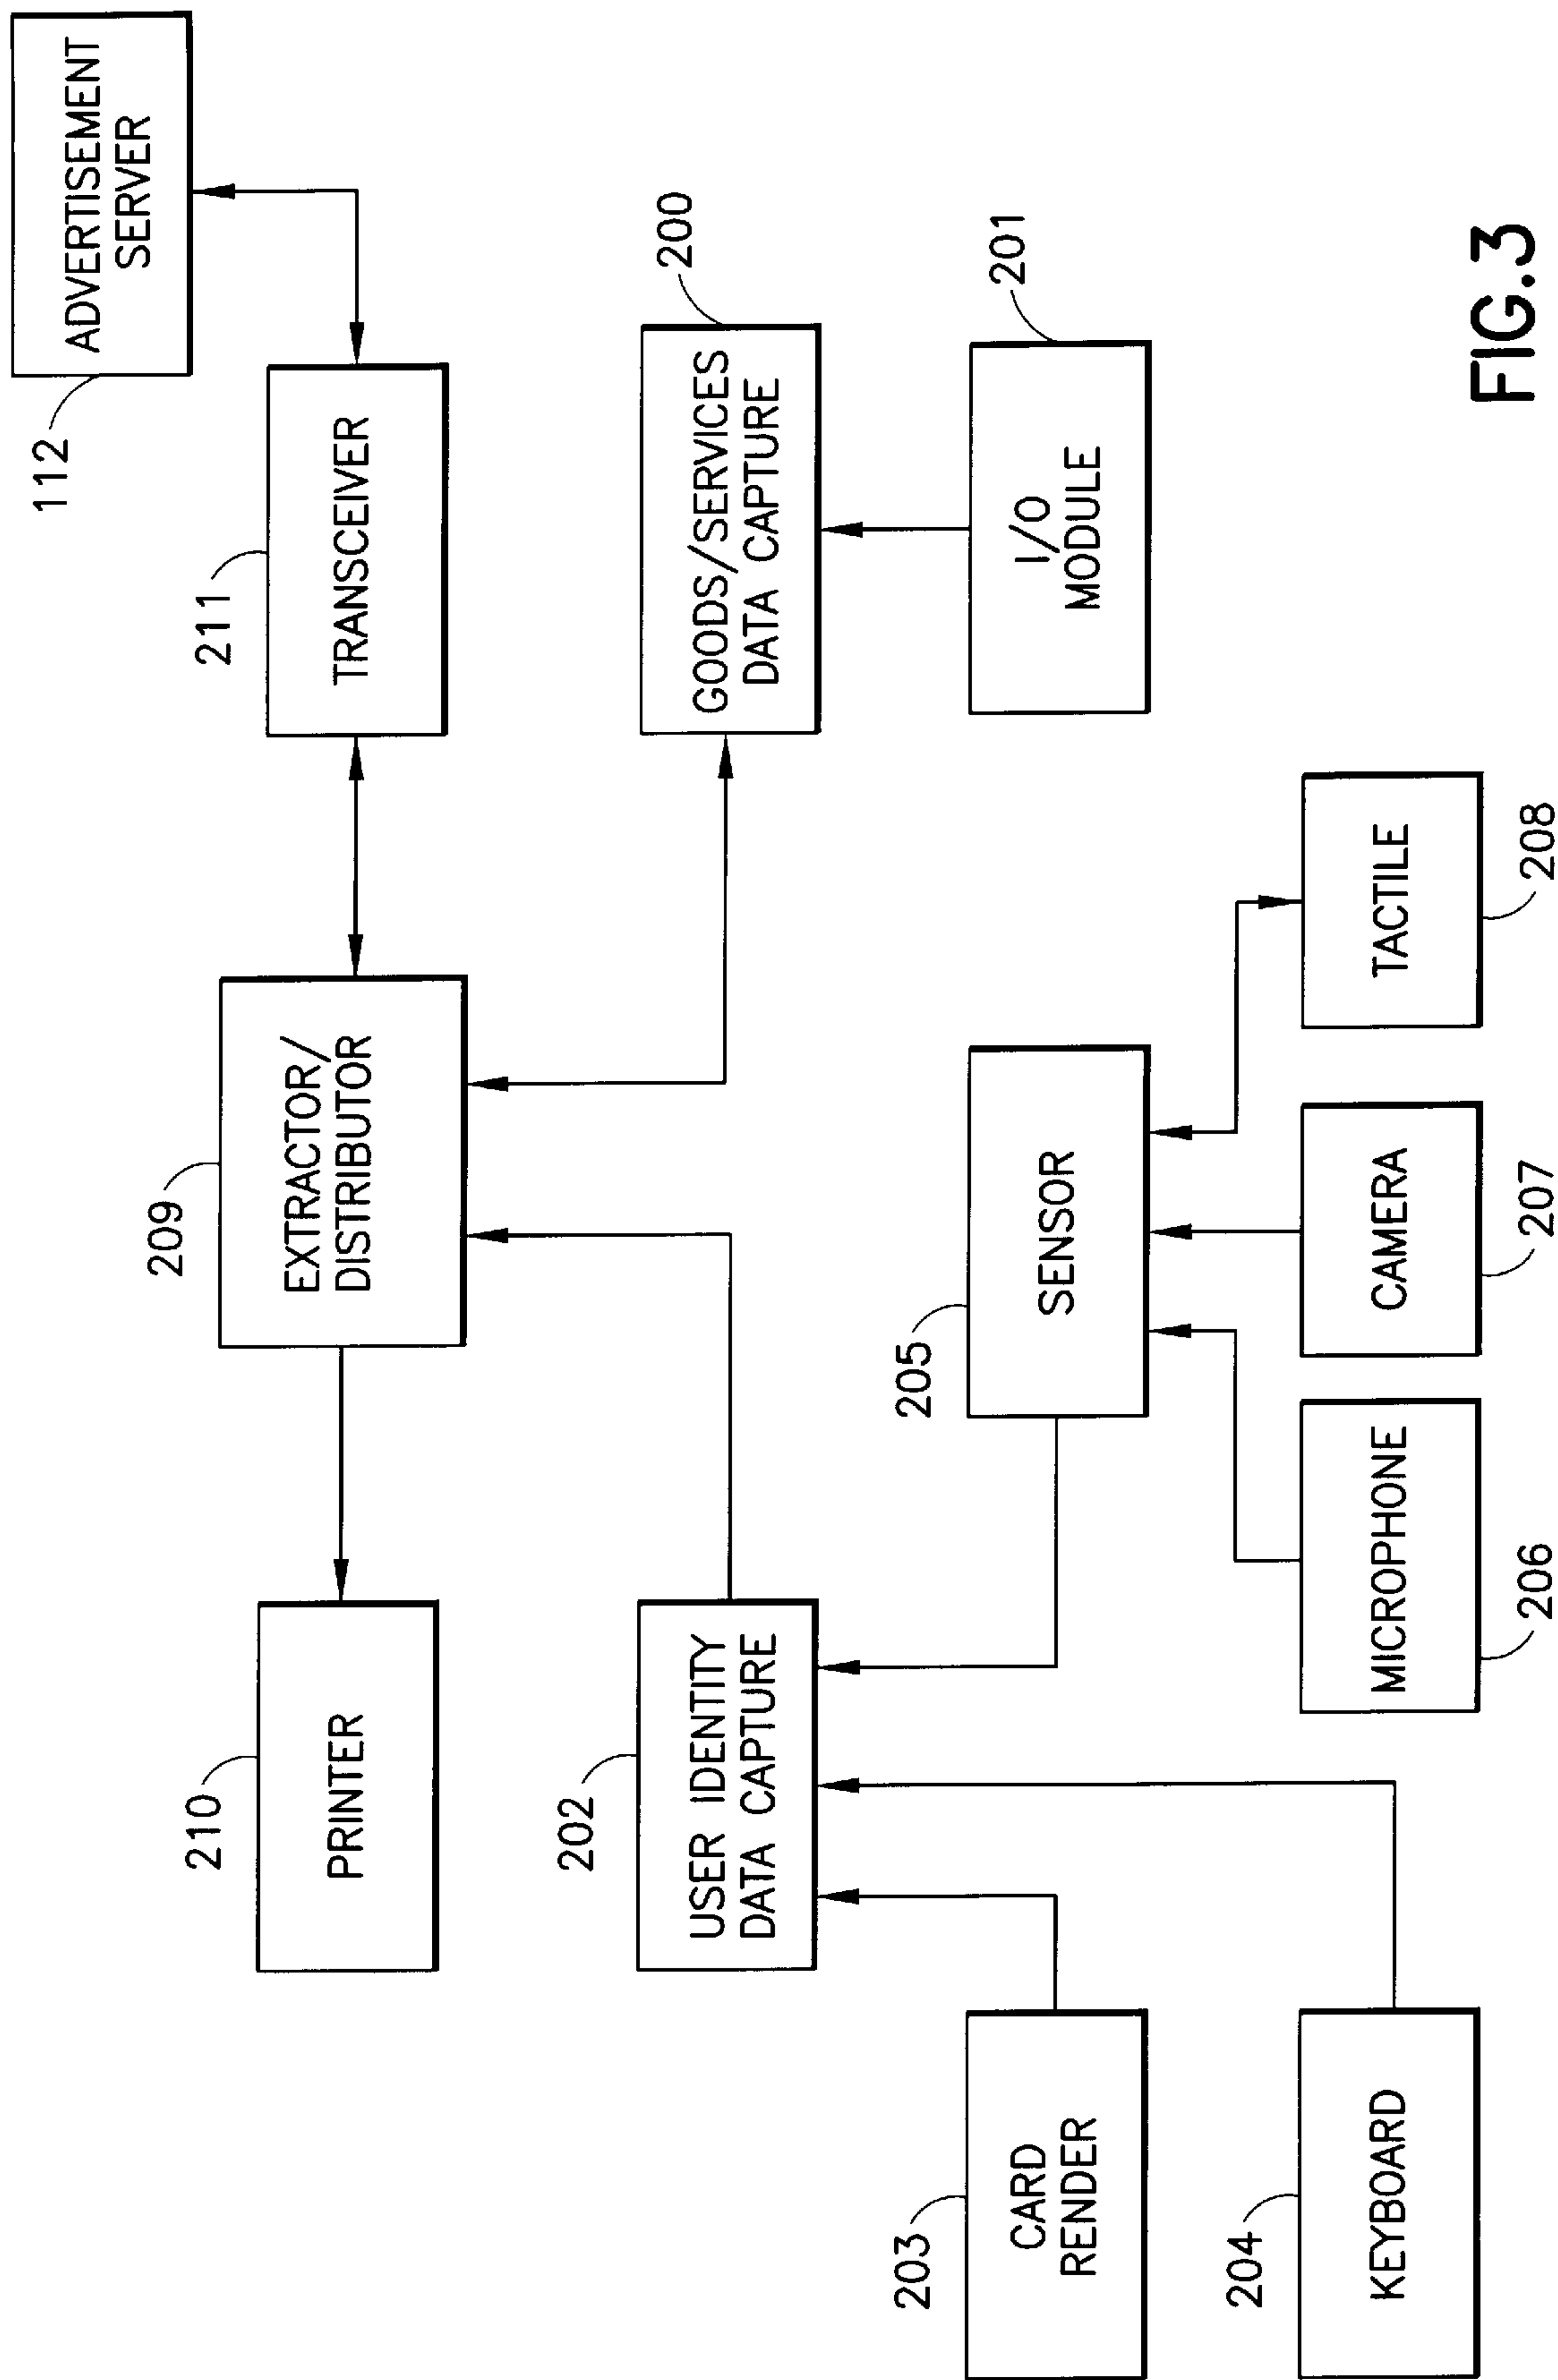 112
ADVERTISEMENT
SERVER
210
PRINTER
209
EXTRACTOR/
DISTRIBUTOR
211
TRANSCEIVER
202
USER IDENTITY
DATA CAPTURE
GOODS/SERVICES
DATA CAPTURE
200
203
CARD
RENDER
205
SENSOR
I/O
MODULE
201
204
KEYBOARD
MICROPHONE
206
CAMERA
207
TACTILE
208
FIG.3